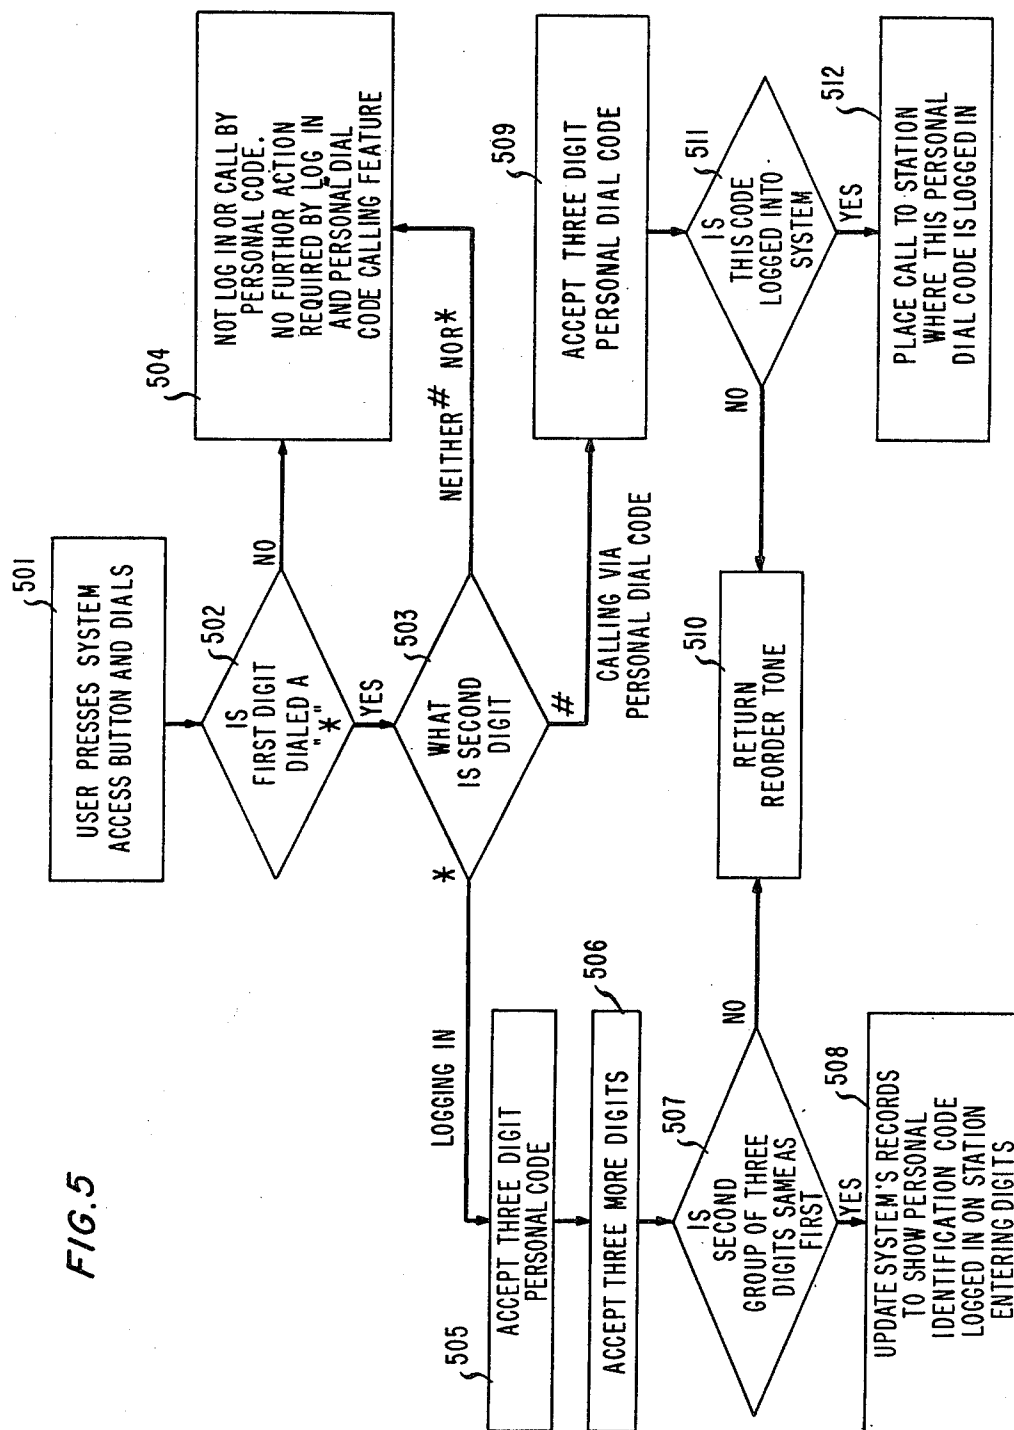 FIG.5
501
USER PRESSES SYSTEM
ACCESS BUTTON AND DIALS
502
IS
FIRST DIGIT
DIALED A
"*"
NO
YES
504
NOT LOG IN OR CALL BY
PERSONAL CODE.
NO FURTHOR ACTION
REQUIRED BY LOG IN
AND PERSONAL DIAL
CODE CALLING FEATURE
503
WHAT
IS SECOND
DIGIT
*
#
NEITHER # NOR *
LOGGING IN
CALLING VIA
PERSONAL DIAL CODE
505
ACCEPT THREE DIGIT
PERSONAL CODE
506
ACCEPT THREE MORE DIGITS
507
IS
SECOND
GROUP OF THREE
DIGITS SAME AS
FIRST
NO
YES
508
UPDATE SYSTEM'S RECORDS
TO SHOW PERSONAL
IDENTIFICATION CODE
LOGGED IN ON STATION
ENTERING DIGITS
510
RETURN
REORDER TONE
509
ACCEPT THREE DIGIT
PERSONAL DIAL CODE
511
IS
THIS CODE
LOGGED INTO
SYSTEM
NO
YES
512
PLACE CALL TO STATION
WHERE THIS PERSONAL
DIAL CODE IS LOGGED IN